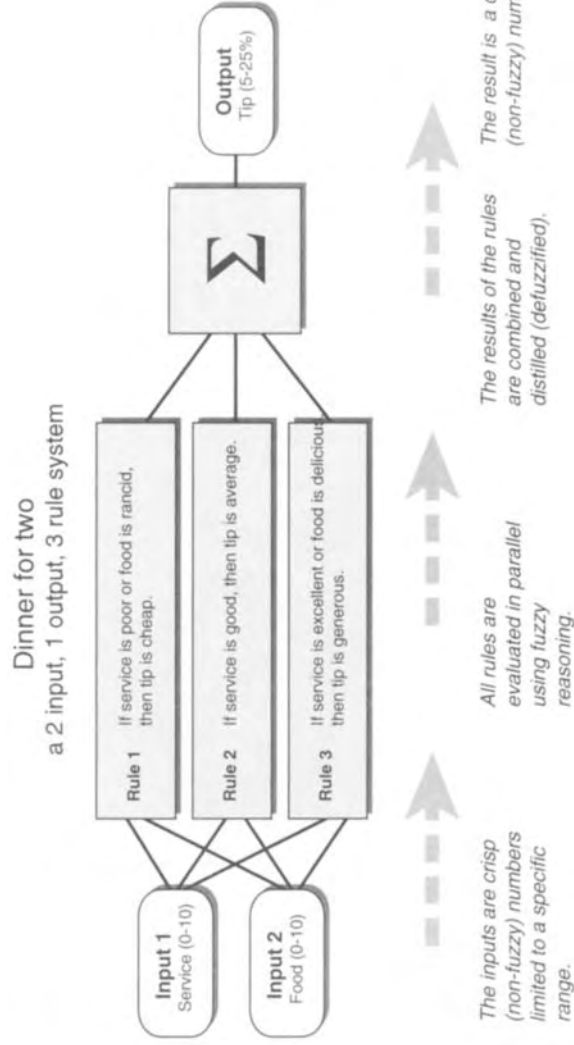 Dinner for two
a 2 input, 1 output, 3 rule system
Input 1
Service (0-10)
Input 2
Food (0-10)
Rule 1
If service is poor or food is rancid,
then tip is cheap.
Rule 2
If service is good, then tip is average.
Rule 3
If service is excellent or food is delicious
then tip is generous.
Σ
Output
Tip (5-25%)
The inputs are crisp
(non-fuzzy) numbers
limited to a specific
range.
All rules are
evaluated in parallel
using fuzzy
reasoning.
The results of the rules
are combined and
distilled (defuzzified).
The result is a
(non-fuzzy)